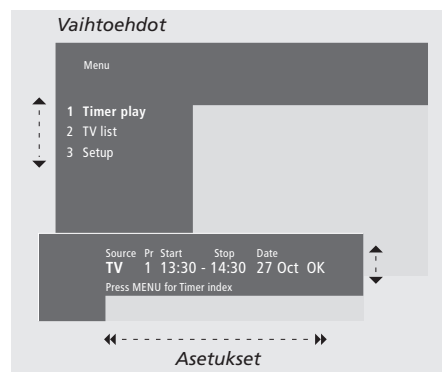 Vaihtoehdot
Menu
1 Timer play
2 TV list
3 Setup
Source Pr Start Stop Date
TV 1 13:30 - 14:30 27 Oct OK
Press MENU for Timer index
Asetukset